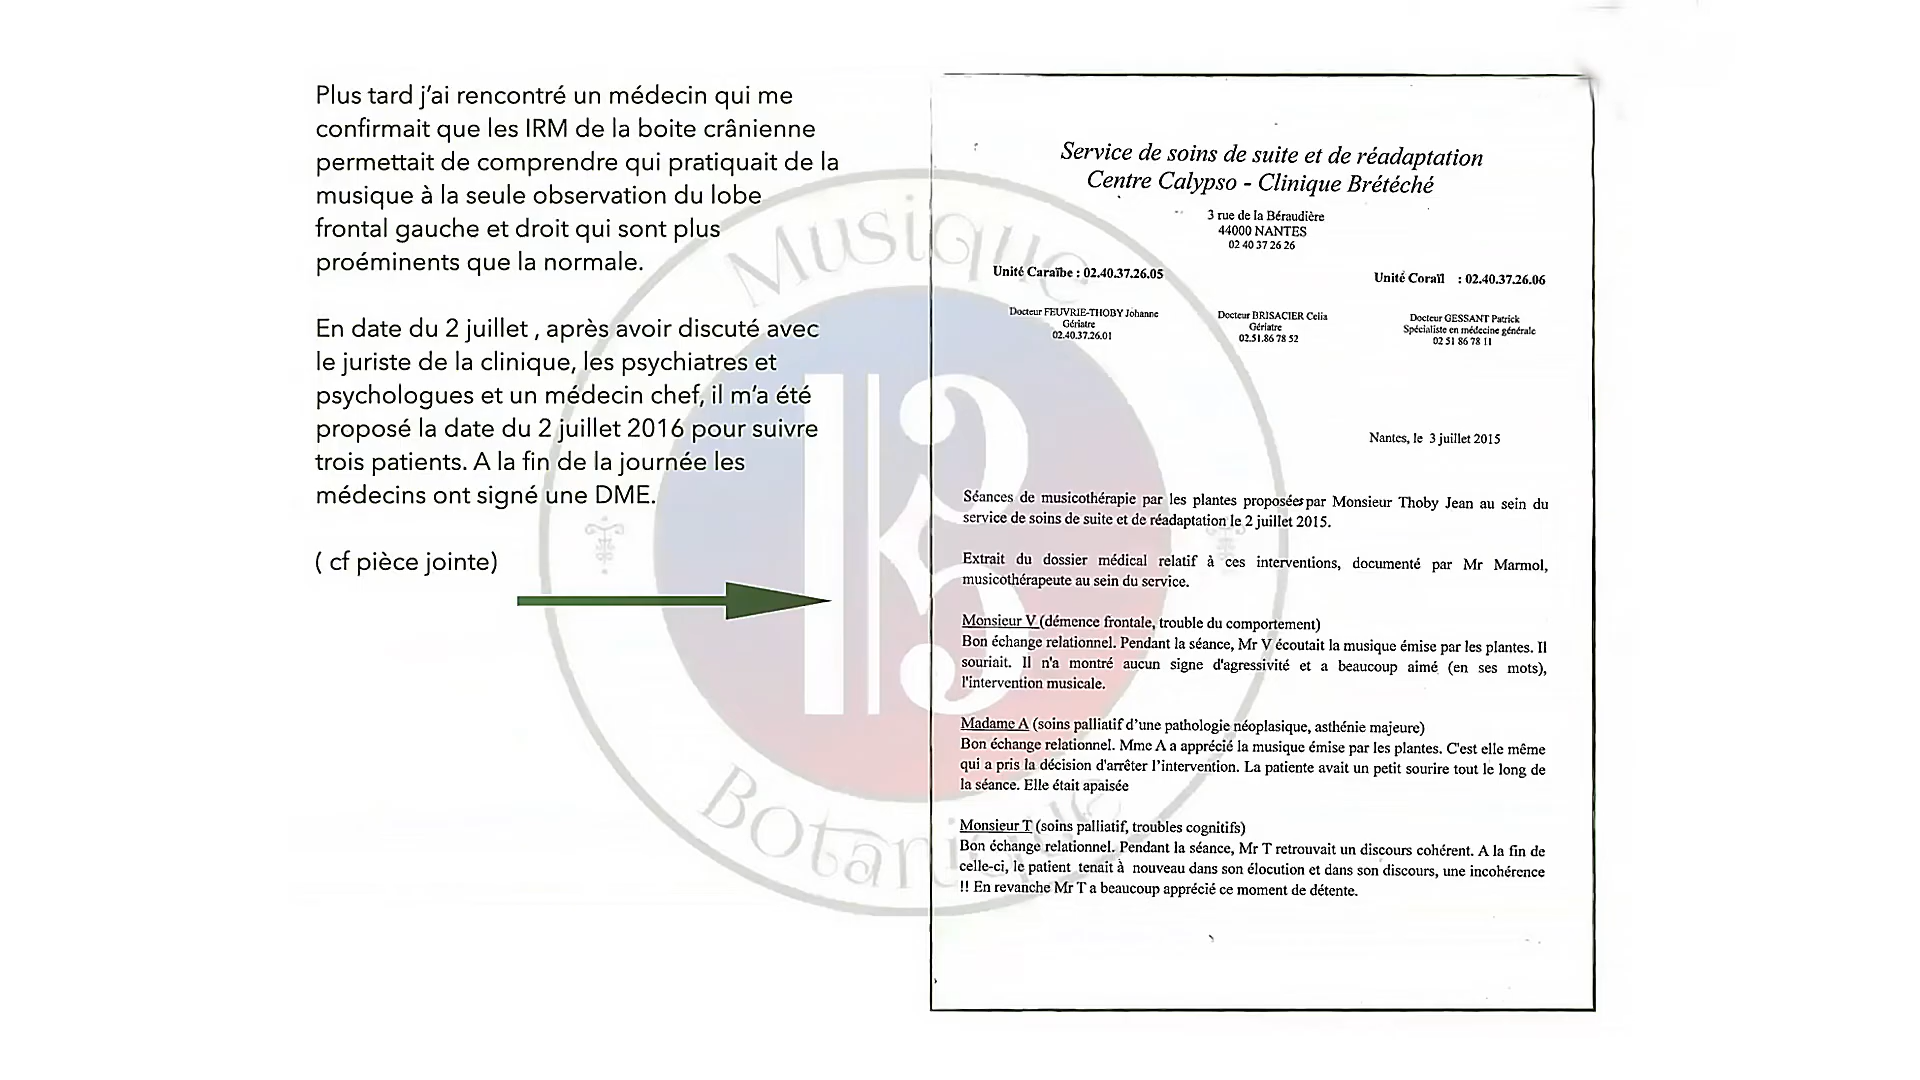 Plus tard j'ai rencontré un médecin qui me
confirmait que les IRM de la boite crânienne
permettait de comprendre qui pratiquait de la
musique à la seule observation du lobe
frontal gauche et droit qui sont plus
proéminents que la normale.
En date du 2 juillet , après avoir discuté avec
le juriste de la clinique, les psychiatres et
psychologues et un médecin chef, il m'a été
proposé la date du 2 juillet 2016 pour suivre
trois patients. A la fin de la journée les
médecins ont signé une DME.
( cf pièce jointe)
Musique
Botanique
Service de soins de suite et de réadaptation
Centre Calypso - Clinique Brétéché
3 rue de la Béraudière
44000 NANTES
02 40 37 26 26
Unité Caraïbe : 02.40.37.26.05
Unité Corail : 02.40.37.26.06
Docteur FEUVRIE-THOBY Johanne
Gériatre
02.40.37.26.01
Docteur BRISACIER Celia
Gériatre
02.51.86 78 52
Docteur GESSANT Patrick
Spécialiste en médecine générale
02 51 86 78 11
Nantes, le 3 juillet 2015
Séances de musicothérapie par les plantes proposées par Monsieur Thoby Jean au sein du
service de soins de suite et de réadaptation le 2 juillet 2015.
Extrait du dossier médical relatif à ces interventions, documenté par Mr Marmol,
musicothérapeute au sein du service.
Monsieur V (démence frontale, trouble du comportement)
Bon échange relationnel. Pendant la séance, Mr V écoutait la musique émise par les plantes. Il
souriait. Il n'a montré aucun signe d'agressivité et a beaucoup aimé (en ses mots),
l'intervention musicale.
Madame A (soins palliatif d'une pathologie néoplasique, asthénie majeure)
Bon échange relationnel. Mme A a apprécié la musique émise par les plantes. C'est elle même
qui a pris la décision d'arrêter l'intervention. La patiente avait un petit sourire tout le long de
la séance. Elle était apaisée
Monsieur T (soins palliatif, troubles cognitifs)
Bon échange relationnel. Pendant la séance, Mr T retrouvait un discours cohérent. A la fin de
celle-ci, le patient tenait à nouveau dans son élocution et dans son discours, une incohérence
!! En revanche Mr T a beaucoup apprécié ce moment de détente.